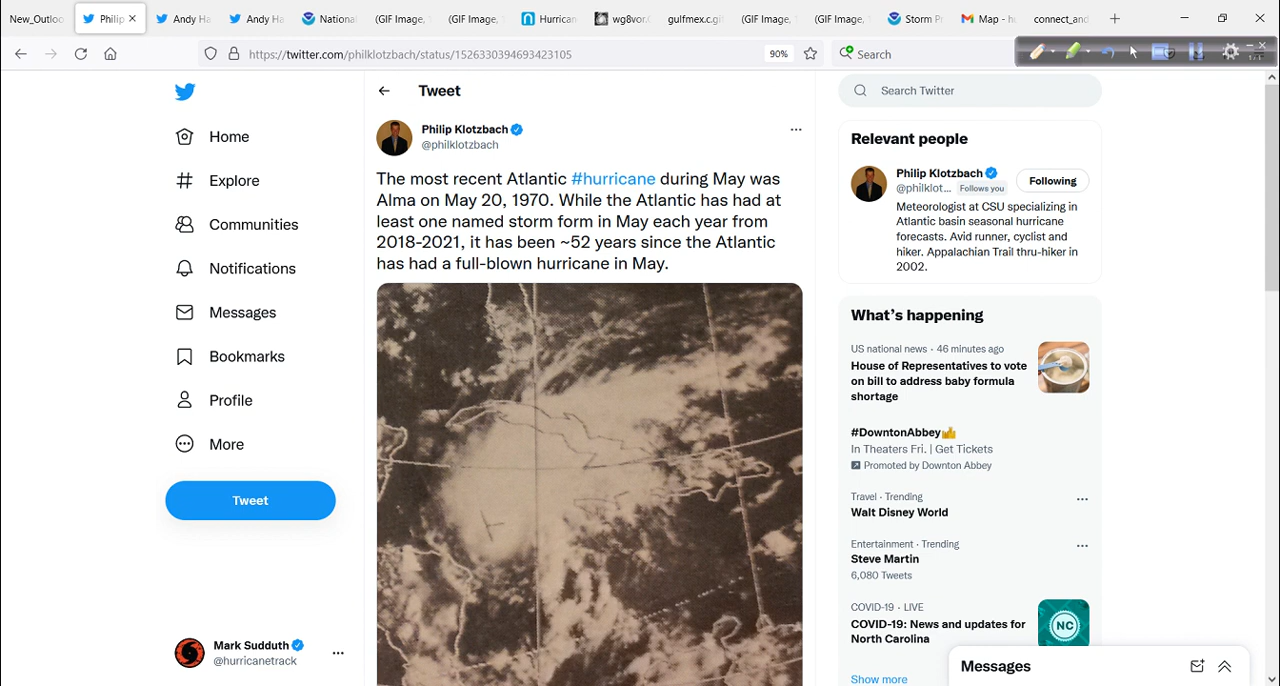 New_Outloo
Philip
Andy Ha
Andy Ha
National
(GIF Image,
(GIF Image,
Hurrican
wg8vor.
gulfmex.c.gi
(GIF Image,
(GIF Image,
Storm Pr
Map - h
connect_and
https://twitter.com/philklotzbach/status/1526330394693423105
90%
Search
Home
Explore
Communities
Notifications
Messages
Bookmarks
Profile
More
Tweet
Mark Sudduth
@hurricanetrack
Tweet
Philip Klotzbach
@philklotzbach
The most recent Atlantic #hurricane during May was
Alma on May 20, 1970. While the Atlantic has had at
least one named storm form in May each year from
2018-2021, it has been ~52 years since the Atlantic
has had a full-blown hurricane in May.
Search Twitter
Relevant people
Philip Klotzbach
@philklot... Follows you
Following
Meteorologist at CSU specializing in
Atlantic basin seasonal hurricane
forecasts. Avid runner, cyclist and
hiker. Appalachian Trail thru-hiker in
2002.
What's happening
US national news · 46 minutes ago
House of Representatives to vote
on bill to address baby formula
shortage
#DowntonAbbey
In Theaters Fri. | Get Tickets
Promoted by Downton Abbey
Travel · Trending
Walt Disney World
Entertainment · Trending
Steve Martin
6,080 Tweets
COVID-19 · LIVE
COVID-19: News and updates for
North Carolina
NC
Show more
Messages